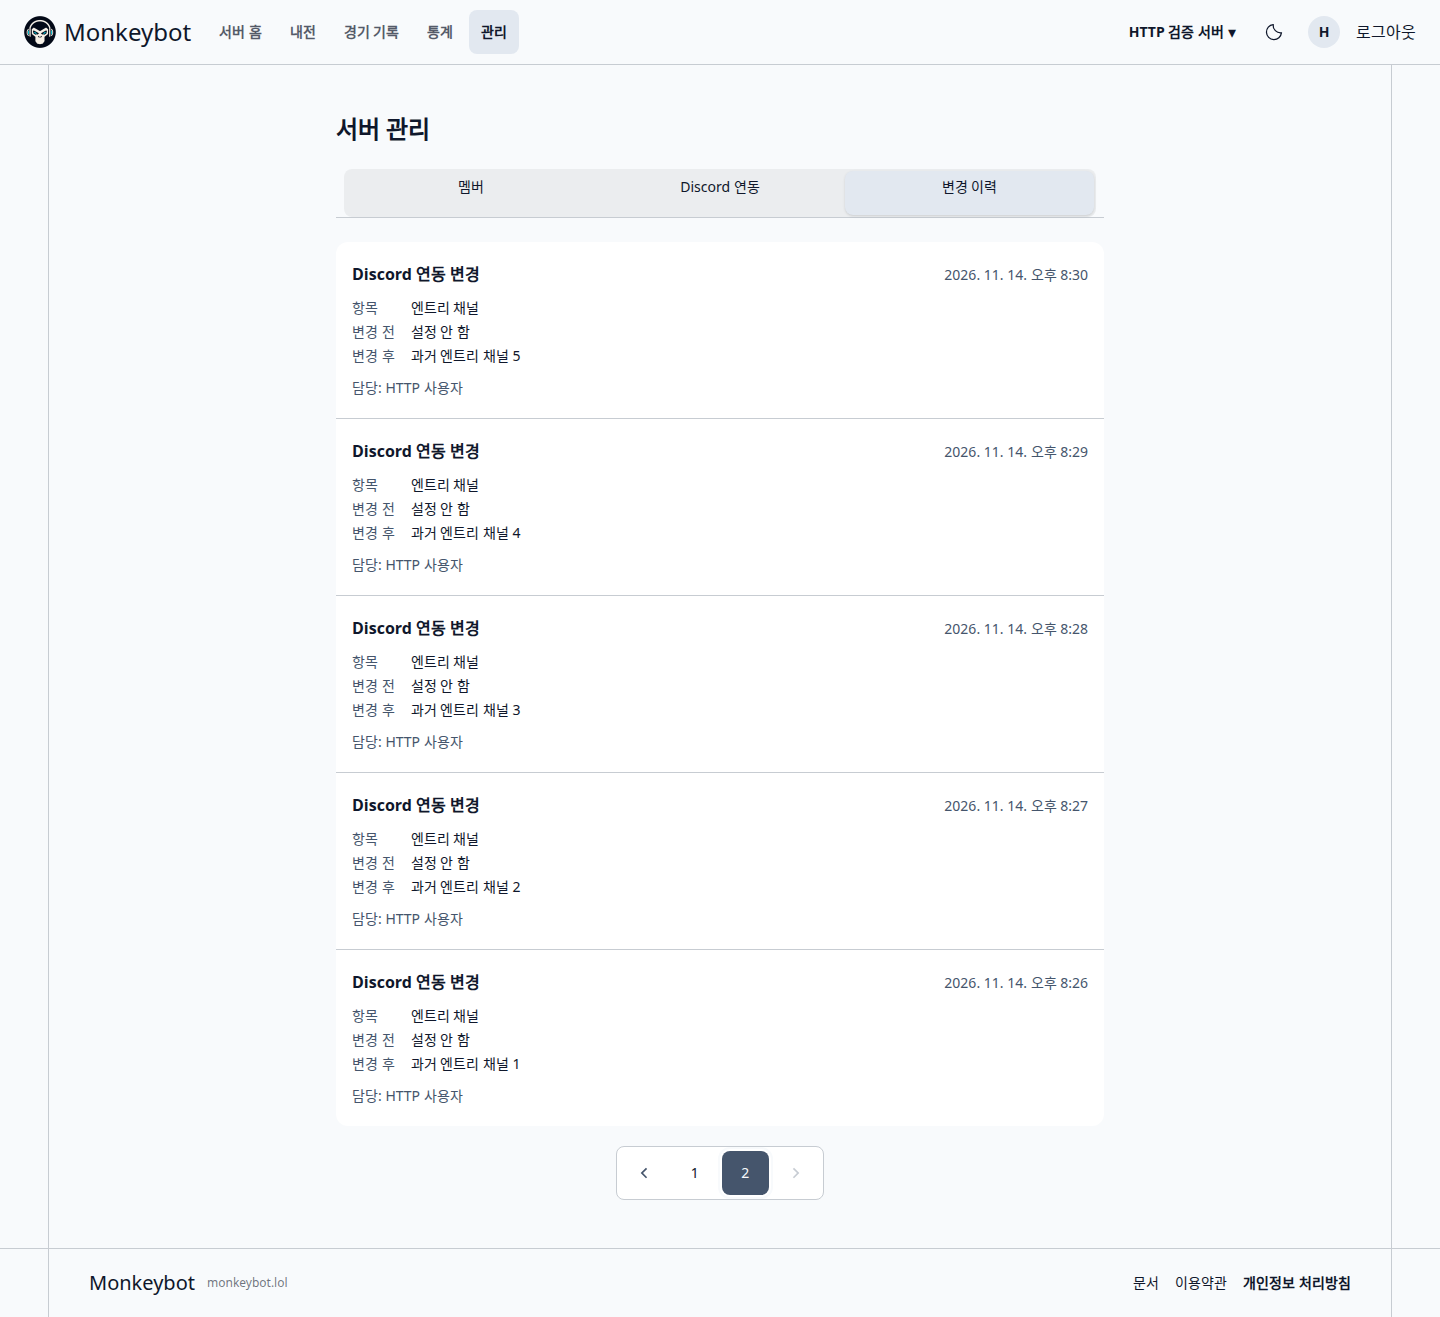 Monkeybot 서버 홈 내전 경기 기록 통계 관리 HTTP 검증 서버 ▾ H 로그아웃
서버 관리
멤버 Discord 연동 변경 이력
Discord 연동 변경 2026. 11. 14. 오후 8:30
항목 엔트리 채널
변경 전 설정 안 함
변경 후 과거 엔트리 채널 5
담당: HTTP 사용자
Discord 연동 변경 2026. 11. 14. 오후 8:29
항목 엔트리 채널
변경 전 설정 안 함
변경 후 과거 엔트리 채널 4
담당: HTTP 사용자
Discord 연동 변경 2026. 11. 14. 오후 8:28
항목 엔트리 채널
변경 전 설정 안 함
변경 후 과거 엔트리 채널 3
담당: HTTP 사용자
Discord 연동 변경 2026. 11. 14. 오후 8:27
항목 엔트리 채널
변경 전 설정 안 함
변경 후 과거 엔트리 채널 2
담당: HTTP 사용자
Discord 연동 변경 2026. 11. 14. 오후 8:26
항목 엔트리 채널
변경 전 설정 안 함
변경 후 과거 엔트리 채널 1
담당: HTTP 사용자
1 2
Monkeybot monkeybot.lol 문서 이용약관 개인정보 처리방침